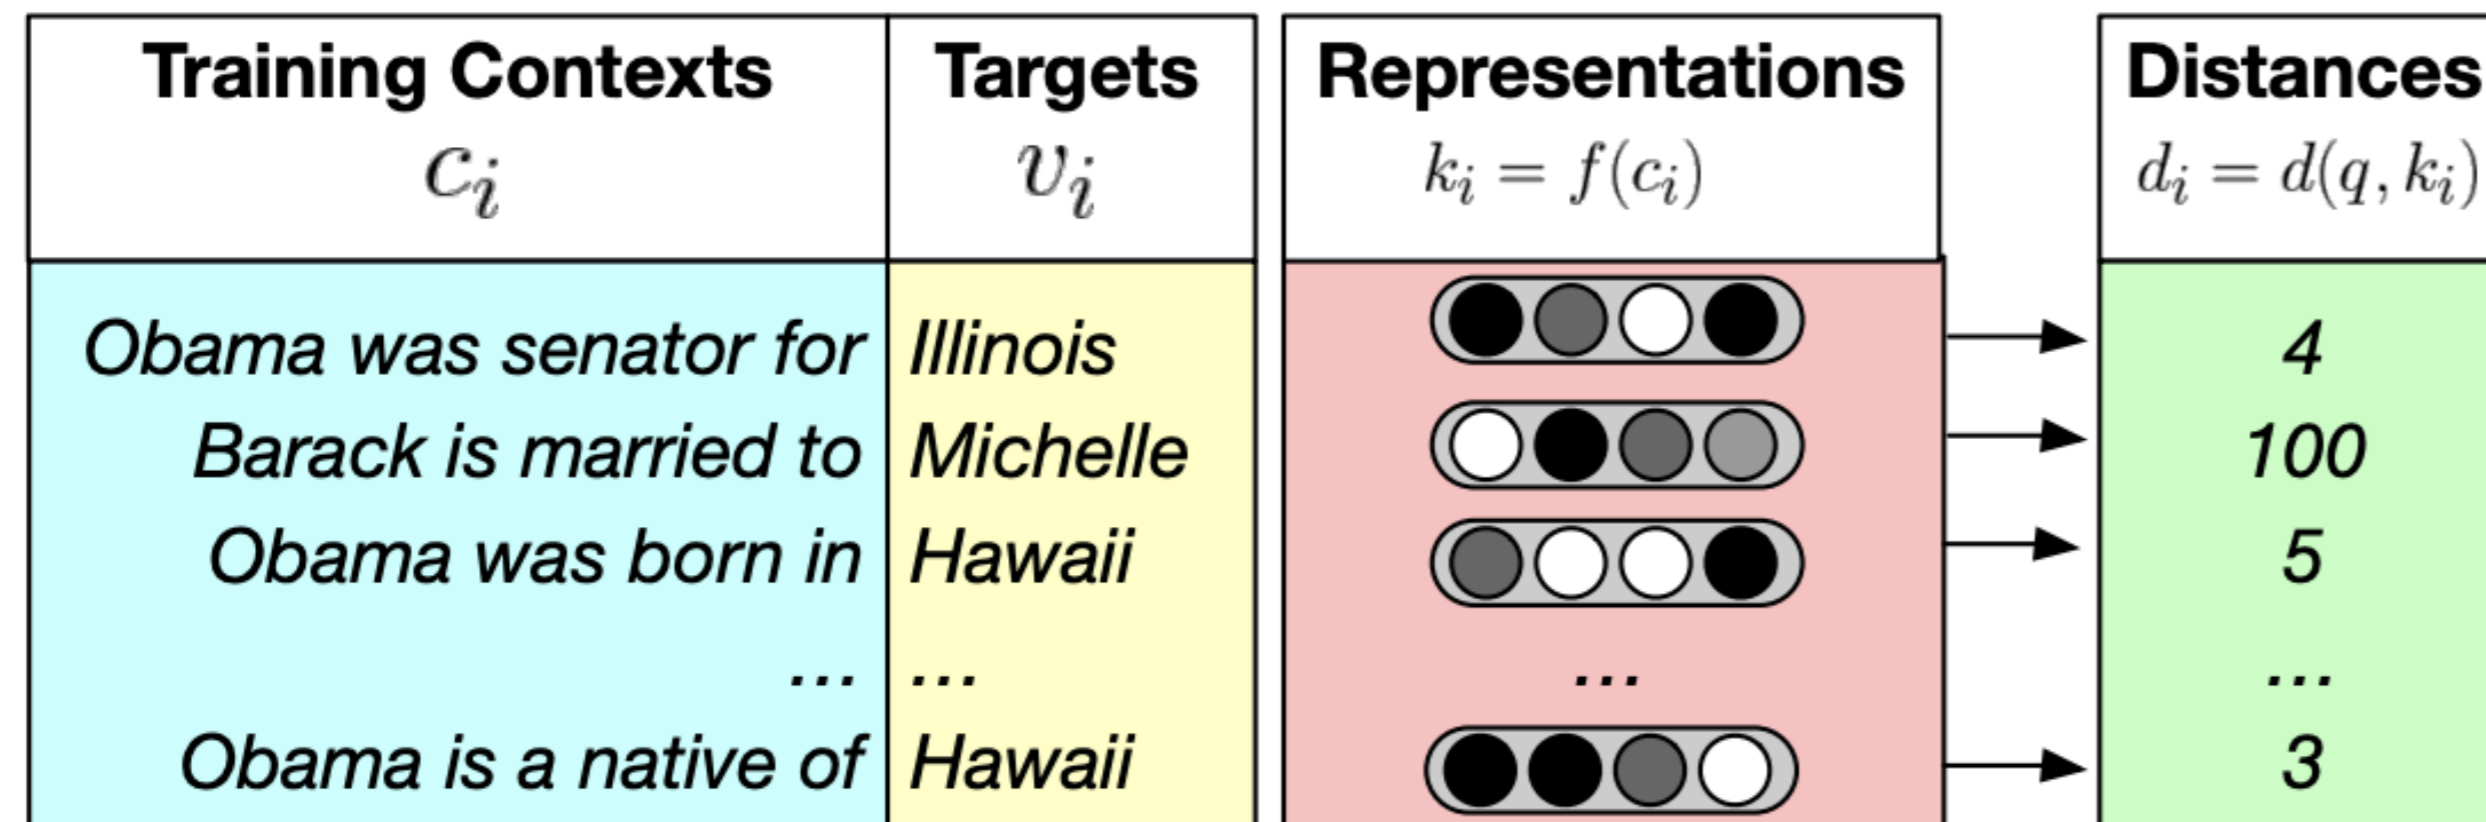 Training Contexts Targets Representations Distances
c_i v_i k_i = f(c_i) d_i = d(q, k_i)
Obama was senator for Illinois 4
Barack is married to Michelle 100
Obama was born in Hawaii 5
... ... ... ...
Obama is a native of Hawaii 3